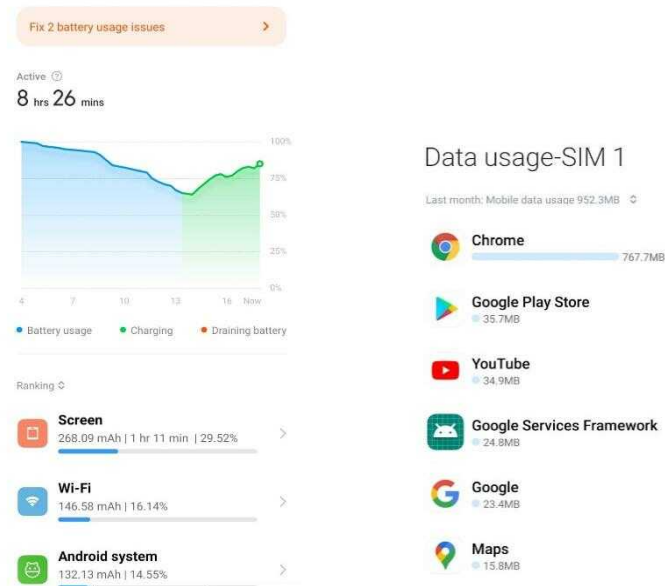 Fix 2 battery usage issues
Active
8 hrs 26 mins
100%
75%
50%
25%
0%
4 7 10 13 16 Now
Battery usage Charging Draining battery
Ranking
Screen
268.09 mAh | 1 hr 11 min | 29.52%
Wi-Fi
146.58 mAh | 16.14%
Android system
132.13 mAh | 14.55%
Data usage-SIM 1
Last month: Mobile data usage 952.3MB
Chrome
767.7MB
Google Play Store
35.7MB
YouTube
34.9MB
Google Services Framework
24.8MB
Google
23.4MB
Maps
15.8MB